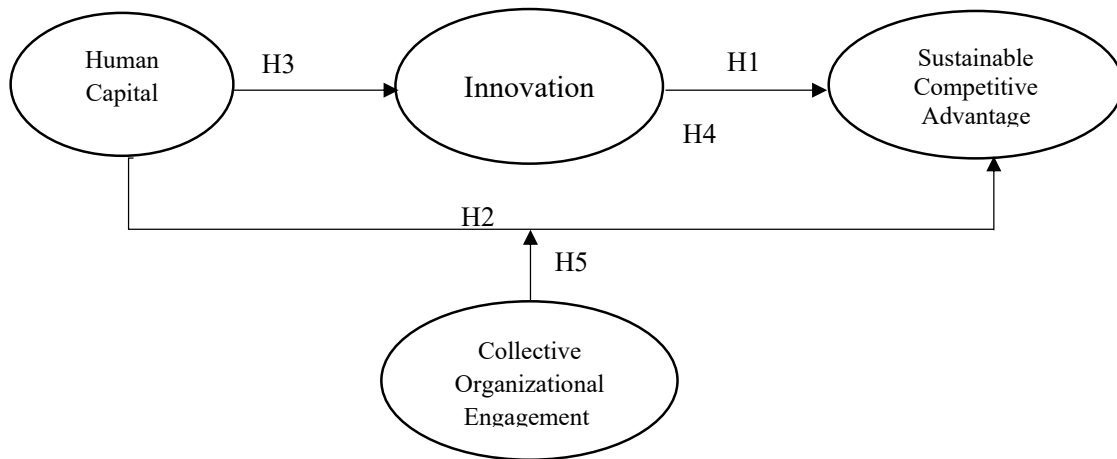 Human
Capital
H3
Innovation
H1
H4
Sustainable
Competitive
Advantage
H2
H5
Collective
Organizational
Engagement